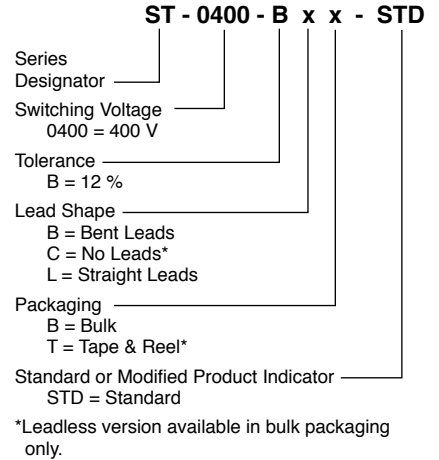 ST - 0400 - B x x - STD
Series
Designator
Switching Voltage
0400 = 400 V
Tolerance
B = 12 %
Lead Shape
B = Bent Leads
C = No Leads*
L = Straight Leads
Packaging
B = Bulk
T = Tape & Reel*
Standard or Modified Product Indicator
STD = Standard
*Leadless version available in bulk packaging
only.